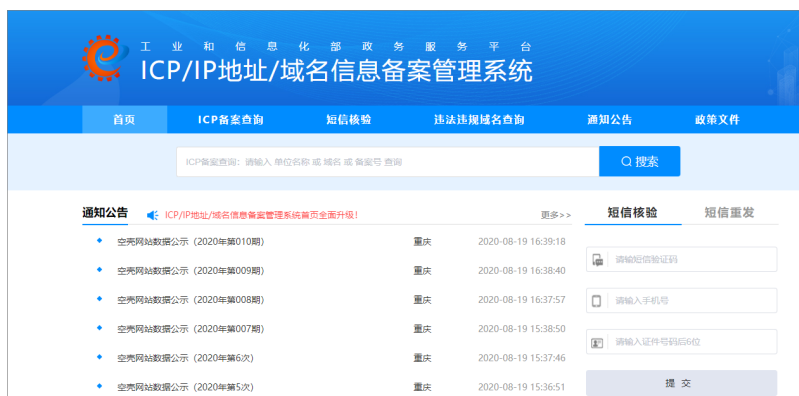 工业和信息化部政务服务平台
ICP/IP地址/域名信息备案管理系统
首页 ICP备案查询 短信核验 违法违规域名查询 通知公告 政策文件
ICP备案查询：请输入 单位名称 或 域名 或 备案号 查询 搜索
通知公告 ICP/IP地址/域名信息备案管理系统首页全面升级！ 更多>> 短信核验 短信重发
空壳网站数据公示（2020年第010期） 重庆 2020-08-19 16:39:18
请输短信验证码
空壳网站数据公示（2020年第009期） 重庆 2020-08-19 16:38:40
空壳网站数据公示（2020年第008期） 重庆 2020-08-19 16:37:57
请输入手机号
空壳网站数据公示（2020年第007期） 重庆 2020-08-19 15:38:50
请输入证件号码后6位
空壳网站数据公示（2020年第6次） 重庆 2020-08-19 15:37:46
空壳网站数据公示（2020年第5次） 重庆 2020-08-19 15:36:51
提 交